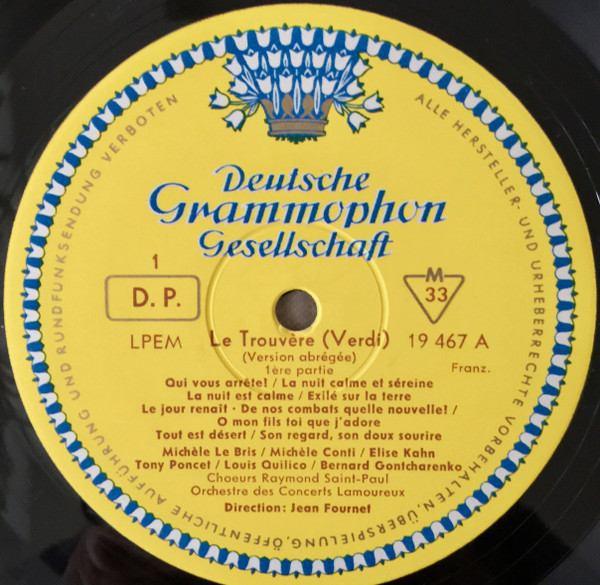 ALLE HERSTELLER- UND URHEBERRECHTE VORBEHALTEN. ÜBERSPIELUNG, ÖFFENTLICHE AUFFÜHRUNG UND RUNDFUNKSENDUNG VERBOTEN
Deutsche
Grammophon
Gesellschaft
1
D. P.
M
33
LPEM Le Trouvère (Verdi) 19 467 A
(Version abrégée)
1ère partie Franz.
Qui vous arrête! / La nuit calme et séreine
La nuit est calme / Exilé sur la terre
Le jour renaît · De nos combats quelle nouvelle! /
O mon fils toi que j'adore
Tout est désert / Son regard, son doux sourire
Michèle Le Bris / Michèle Conti / Elise Kahn
Tony Poncet / Louis Quilico / Bernard Gontcharenko
Choeurs Raymond Saint-Paul
Orchestre des Concerts Lamoureux
Direction: Jean Fournet